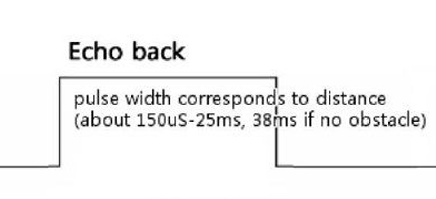 Echo back
pulse width corresponds to distance
(about 150uS-25ms, 38ms if no obstacle)